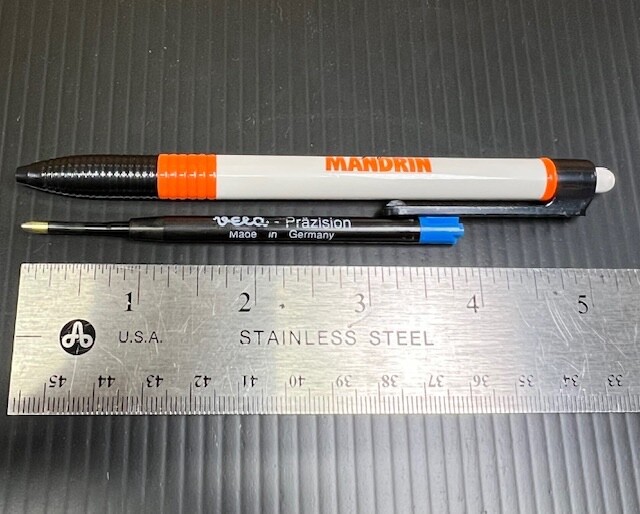 MANDRIN
vela - Präzision
Made in Germany
1 2 3 4 5
U.S.A. STAINLESS STEEL
45 44 43 42 41 40 39 38 37 36 35 34 33